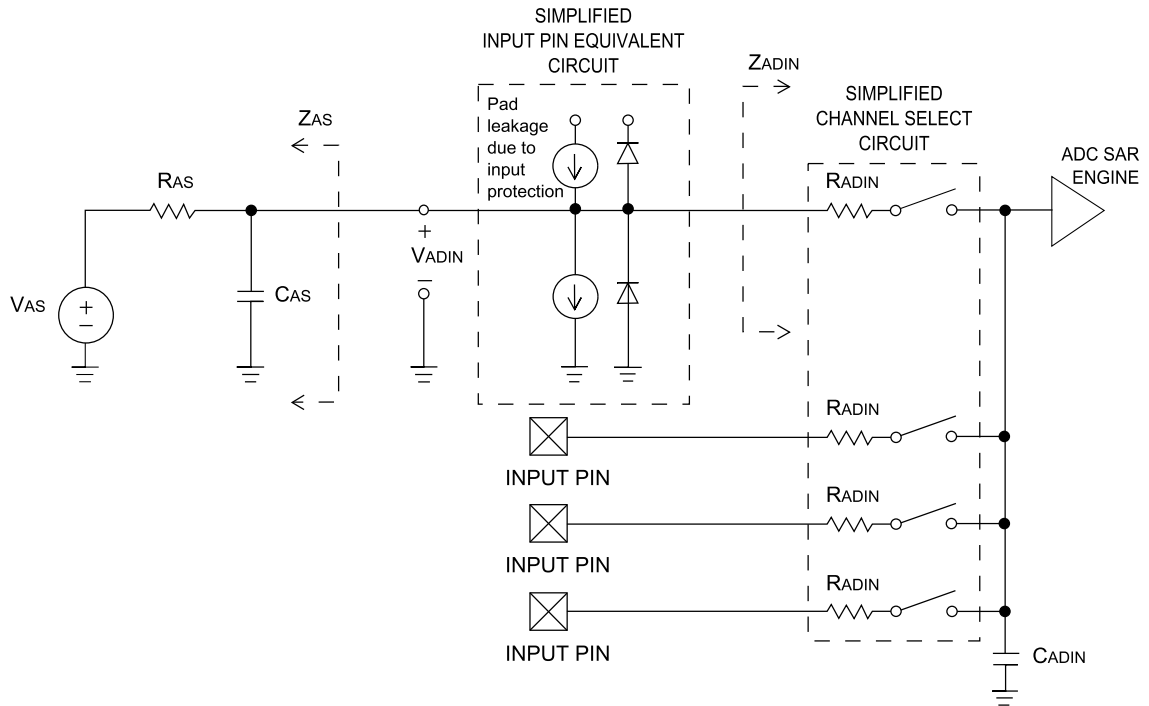 SIMPLIFIED
INPUT PIN EQUIVALENT
CIRCUIT
Pad
leakage
due to
input
protection
ZAS
ZADIN
SIMPLIFIED
CHANNEL SELECT
CIRCUIT
ADC SAR
ENGINE
RAS
RADIN
VAS
+
–
CAS
+
VADIN
–
RADIN
INPUT PIN
RADIN
INPUT PIN
RADIN
INPUT PIN
CADIN